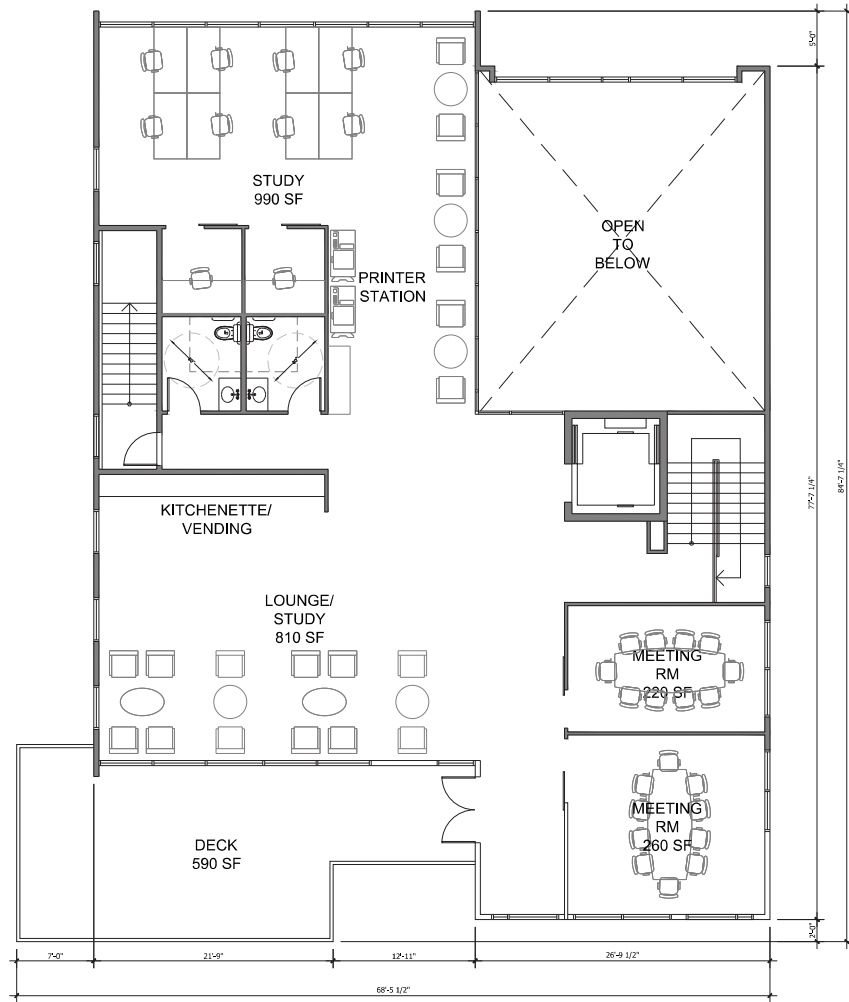 5'-0"
STUDY
990 SF
OPEN
TO
BELOW
PRINTER
STATION
77'-7 1/4"
84'-7 1/4"
KITCHENETTE/
VENDING
LOUNGE/
STUDY
810 SF
MEETING
RM
220 SF
MEETING
RM
260 SF
DECK
590 SF
2'-0"
7'-0"
21'-9"
12'-11"
26'-9 1/2"
68'-5 1/2"